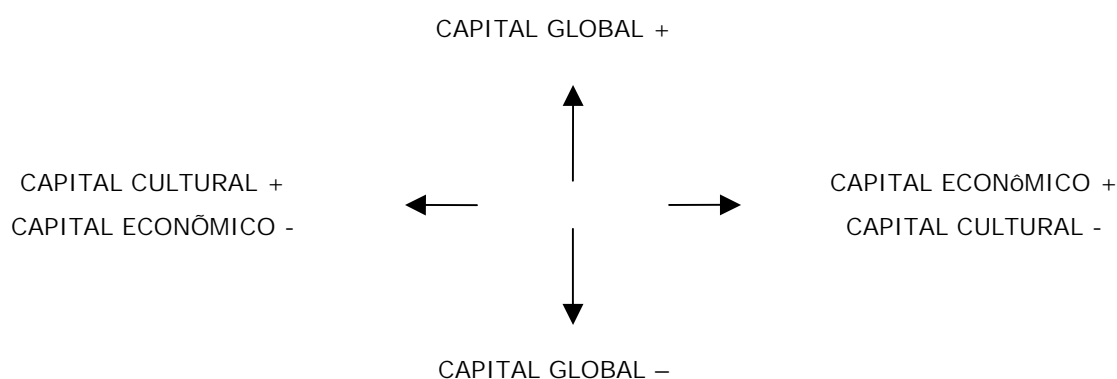 CAPITAL GLOBAL +
CAPITAL CULTURAL +
CAPITAL ECONÕMICO -
CAPITAL ECONôMICO +
CAPITAL CULTURAL -
CAPITAL GLOBAL –